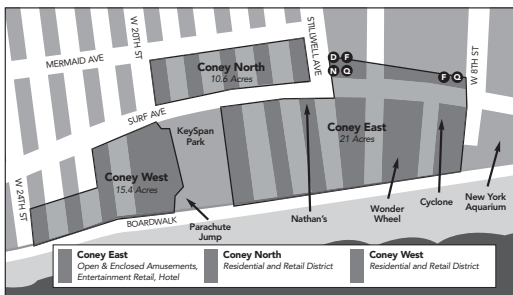 W 20TH ST
MERMAID AVE
STILLWELL AVE
D F
N Q
F Q
W 8TH ST
Coney North
10.6 Acres
SURF AVE
KeySpan
Park
Coney East
21 Acres
Coney West
15.4 Acres
W 24TH ST
BOARDWALK
Parachute
Jump
Nathan's
Wonder
Wheel
Cyclone
New York
Aquarium
Coney East
Open & Enclosed Amusements,
Entertainment Retail, Hotel
Coney North
Residential and Retail District
Coney West
Residential and Retail District